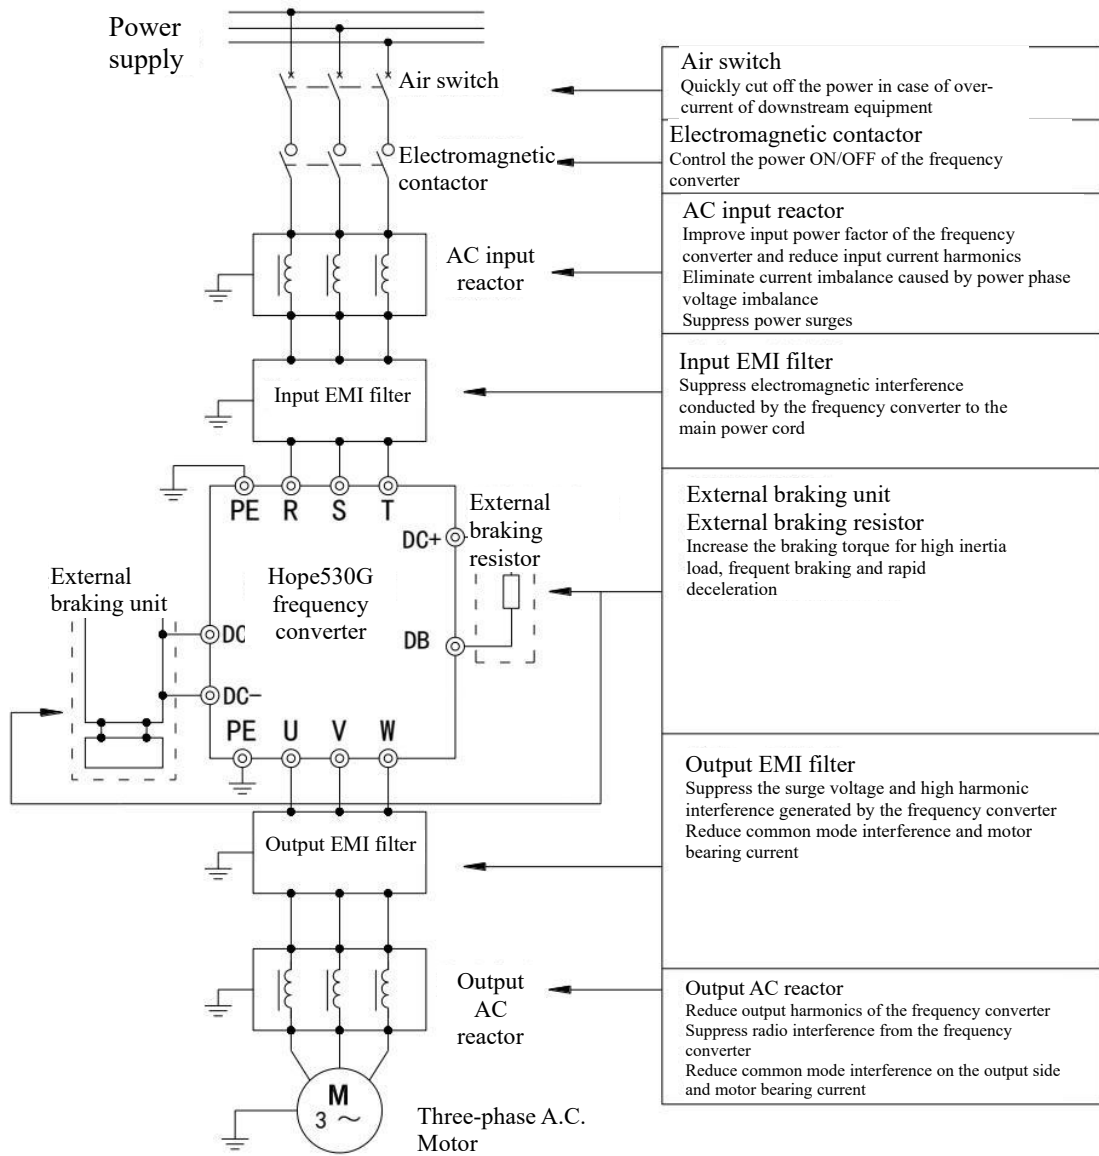 Power
supply
Air switch
Electromagnetic
contactor
AC input
reactor
Input EMI filter
PE R S T
DC+
External
braking
resistor
Hope530G
frequency
converter
External
braking unit
DC
DB
DC-
PE U V W
Output EMI filter
Output
AC
reactor
M
3 ~
Three-phase A.C.
Motor
Air switch
Quickly cut off the power in case of over-
current of downstream equipment
Electromagnetic contactor
Control the power ON/OFF of the frequency
converter
AC input reactor
Improve input power factor of the frequency
converter and reduce input current harmonics
Eliminate current imbalance caused by power phase
voltage imbalance
Suppress power surges
Input EMI filter
Suppress electromagnetic interference
conducted by the frequency converter to the
main power cord
External braking unit
External braking resistor
Increase the braking torque for high inertia
load, frequent braking and rapid
deceleration
Output EMI filter
Suppress the surge voltage and high harmonic
interference generated by the frequency converter
Reduce common mode interference and motor
bearing current
Output AC reactor
Reduce output harmonics of the frequency converter
Suppress radio interference from the frequency
converter
Reduce common mode interference on the output side
and motor bearing current